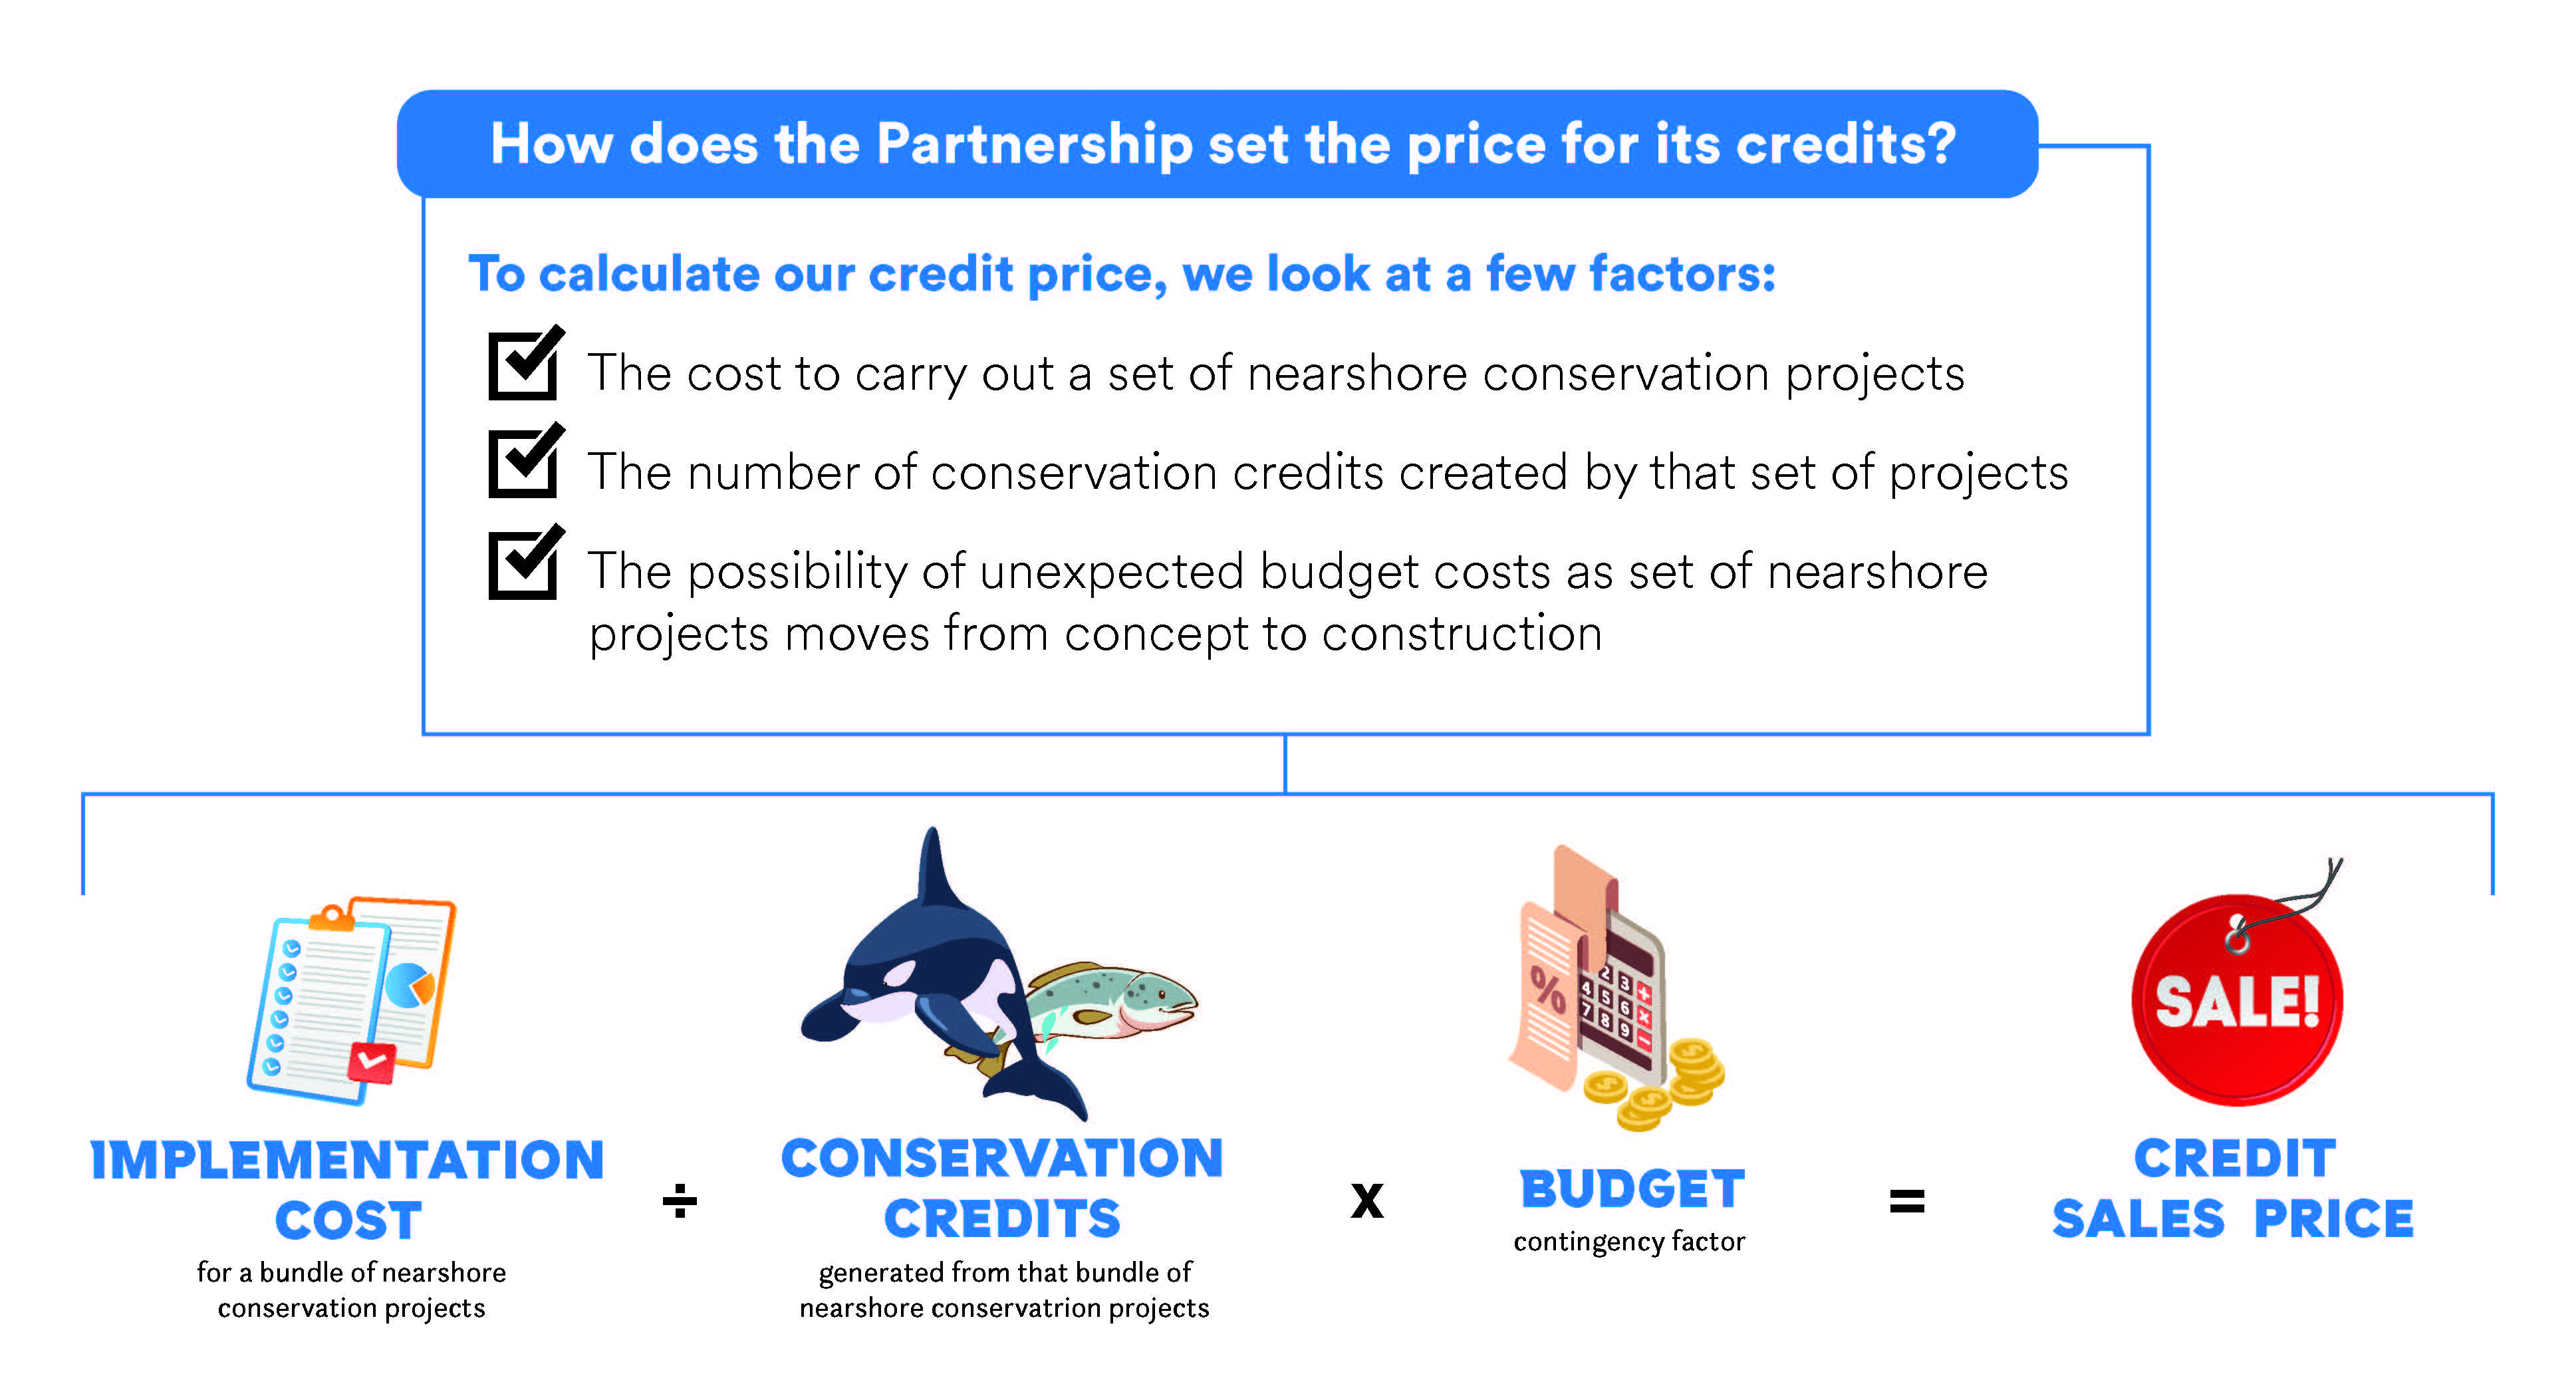 How does the Partnership set the price for its credits?
To calculate our credit price, we look at a few factors:
The cost to carry out a set of nearshore conservation projects
The number of conservation credits created by that set of projects
The possibility of unexpected budget costs as set of nearshore
projects moves from concept to construction
IMPLEMENTATION
COST
for a bundle of nearshore
conservation projects
÷
CONSERVATION
CREDITS
generated from that bundle of
nearshore conservatrion projects
x
%
2 3 +
4 5 6 x
7 8 9 −
BUDGET
contingency factor
=
SALE!
CREDIT
SALES PRICE